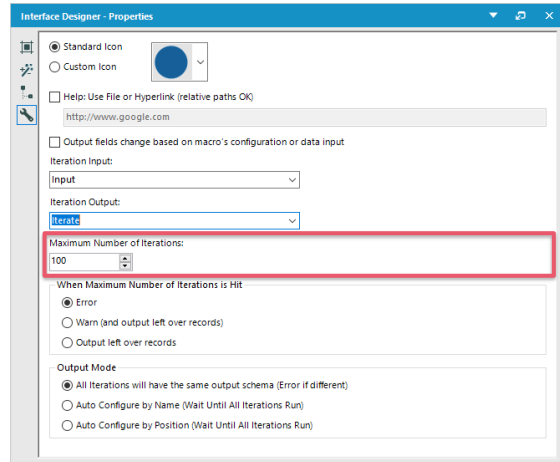 Interface Designer - Properties
Standard Icon
Custom Icon
Help: Use File or Hyperlink (relative paths OK)
http://www.google.com
Output fields change based on macro's configuration or data input
Iteration Input:
Input
Iteration Output:
Iterate
Maximum Number of Iterations:
100
When Maximum Number of Iterations is Hit
Error
Warn (and output left over records)
Output left over records
Output Mode
All Iterations will have the same output schema (Error if different)
Auto Configure by Name (Wait Until All Iterations Run)
Auto Configure by Position (Wait Until All Iterations Run)